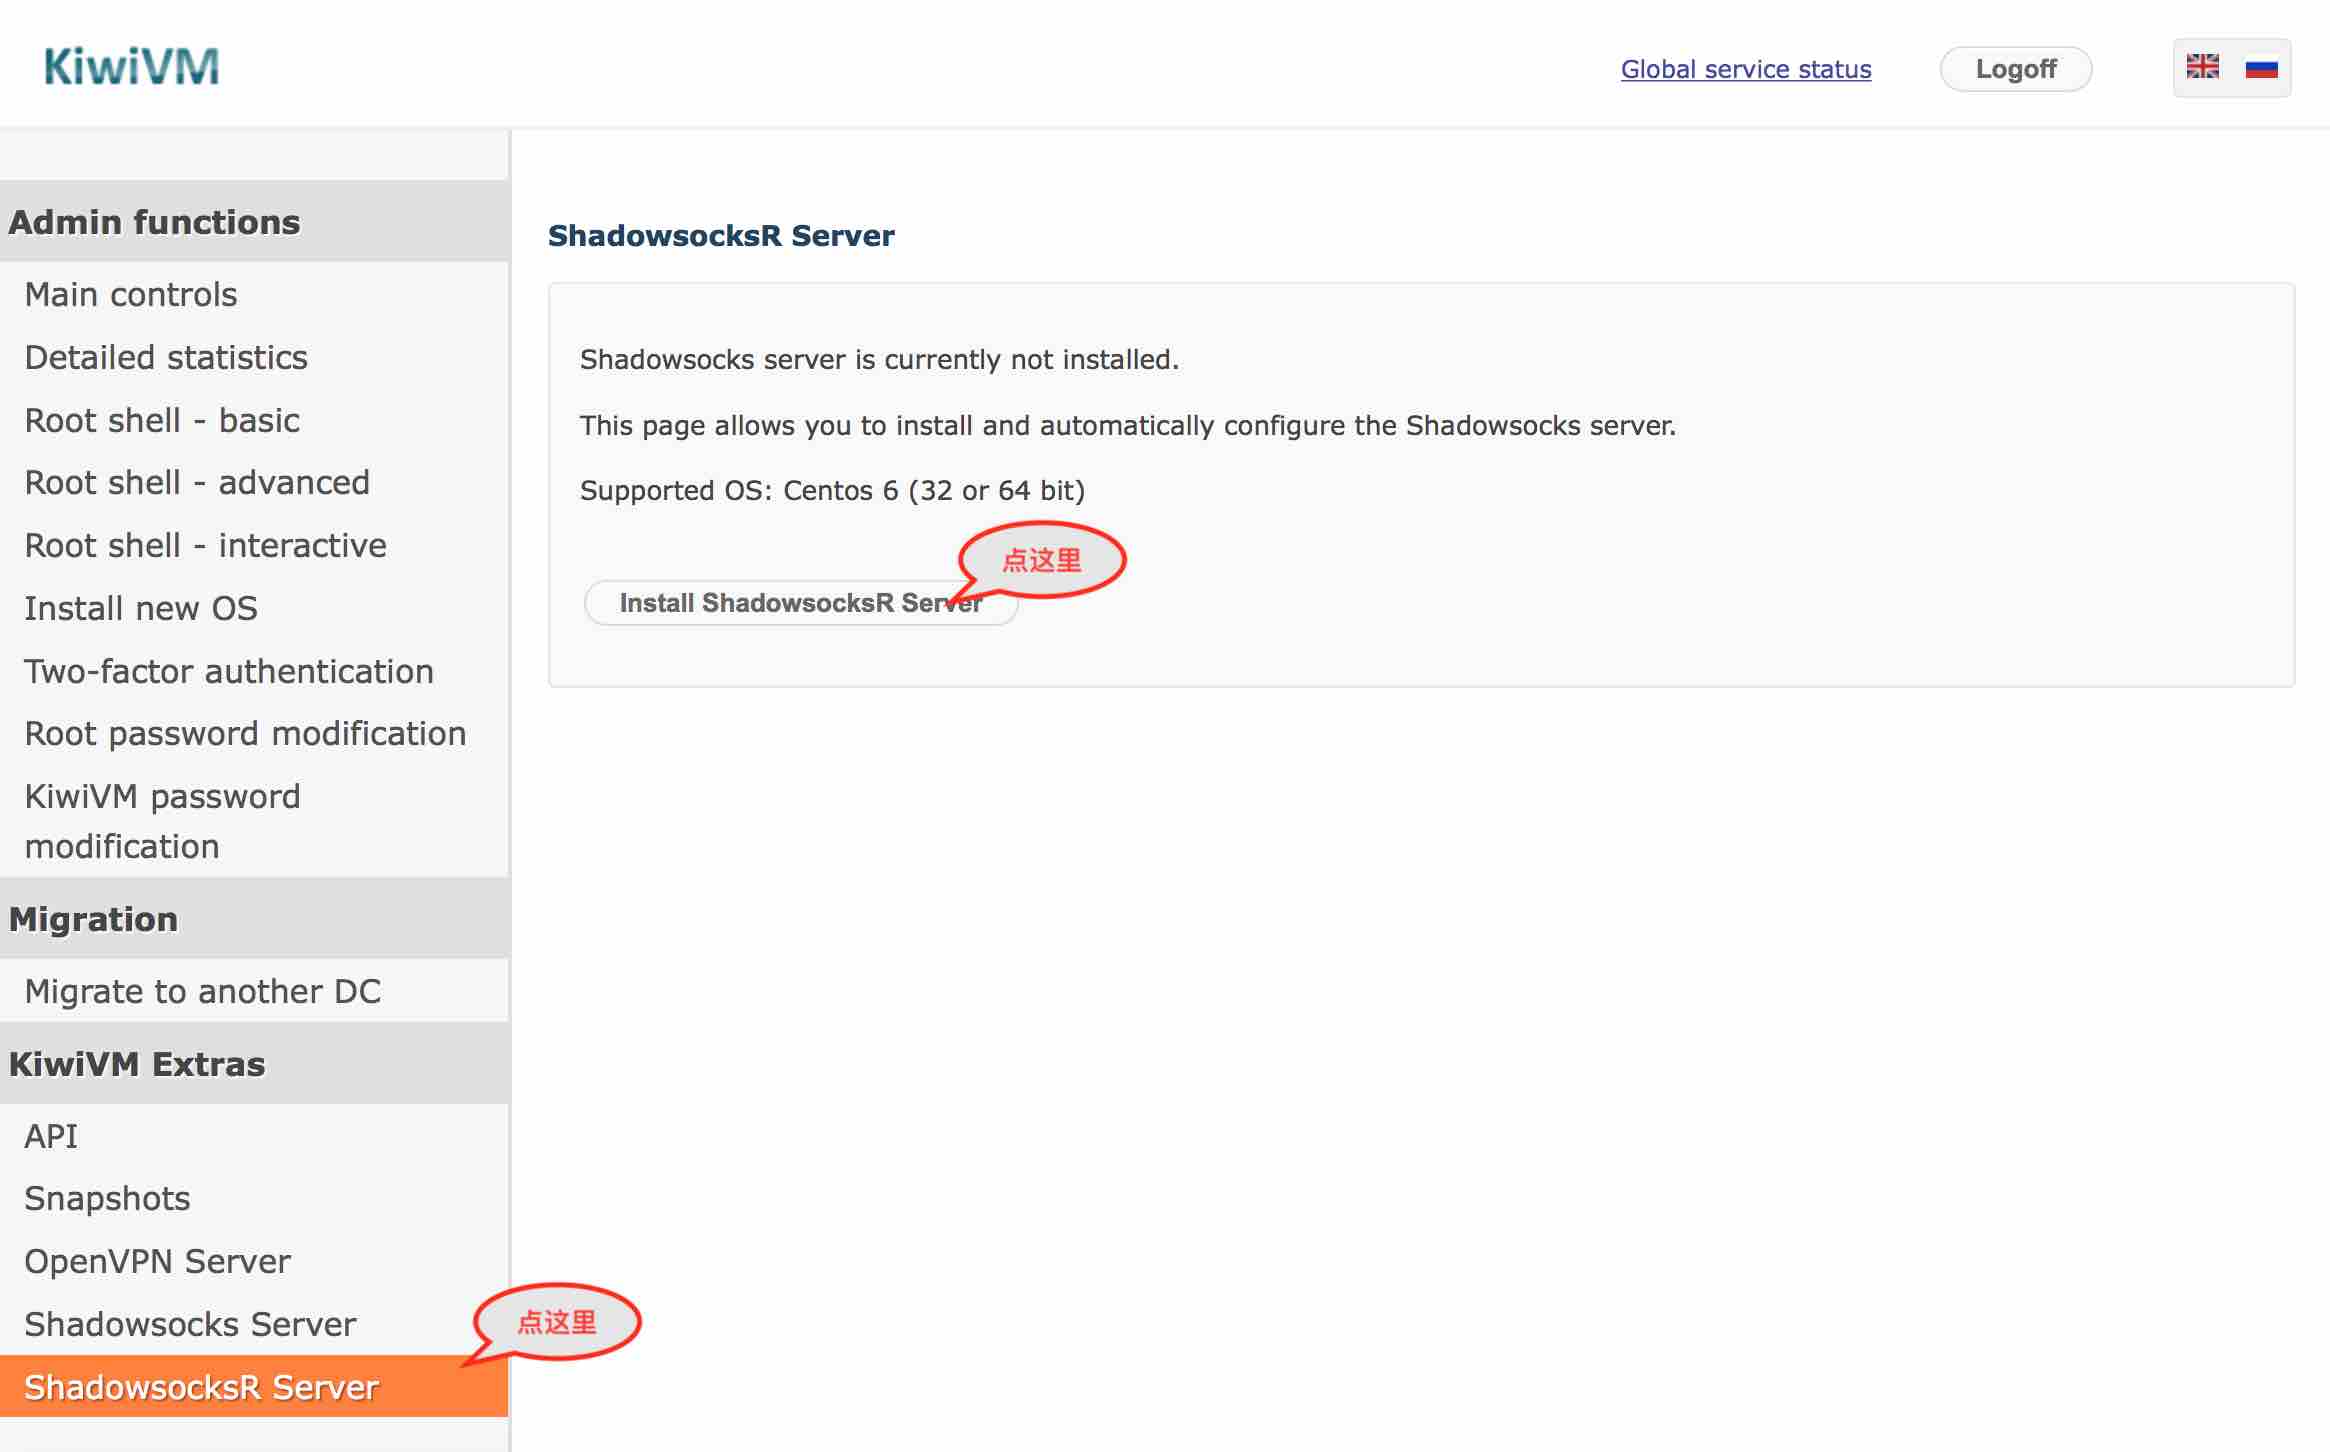 KiwiVM
Global service status
Logoff
Admin functions
Main controls
Detailed statistics
Root shell - basic
Root shell - advanced
Root shell - interactive
Install new OS
Two-factor authentication
Root password modification
KiwiVM password
modification
Migration
Migrate to another DC
KiwiVM Extras
API
Snapshots
OpenVPN Server
Shadowsocks Server
点这里
ShadowsocksR Server
ShadowsocksR Server
Shadowsocks server is currently not installed.
This page allows you to install and automatically configure the Shadowsocks server.
Supported OS: Centos 6 (32 or 64 bit)
点这里
Install ShadowsocksR Server